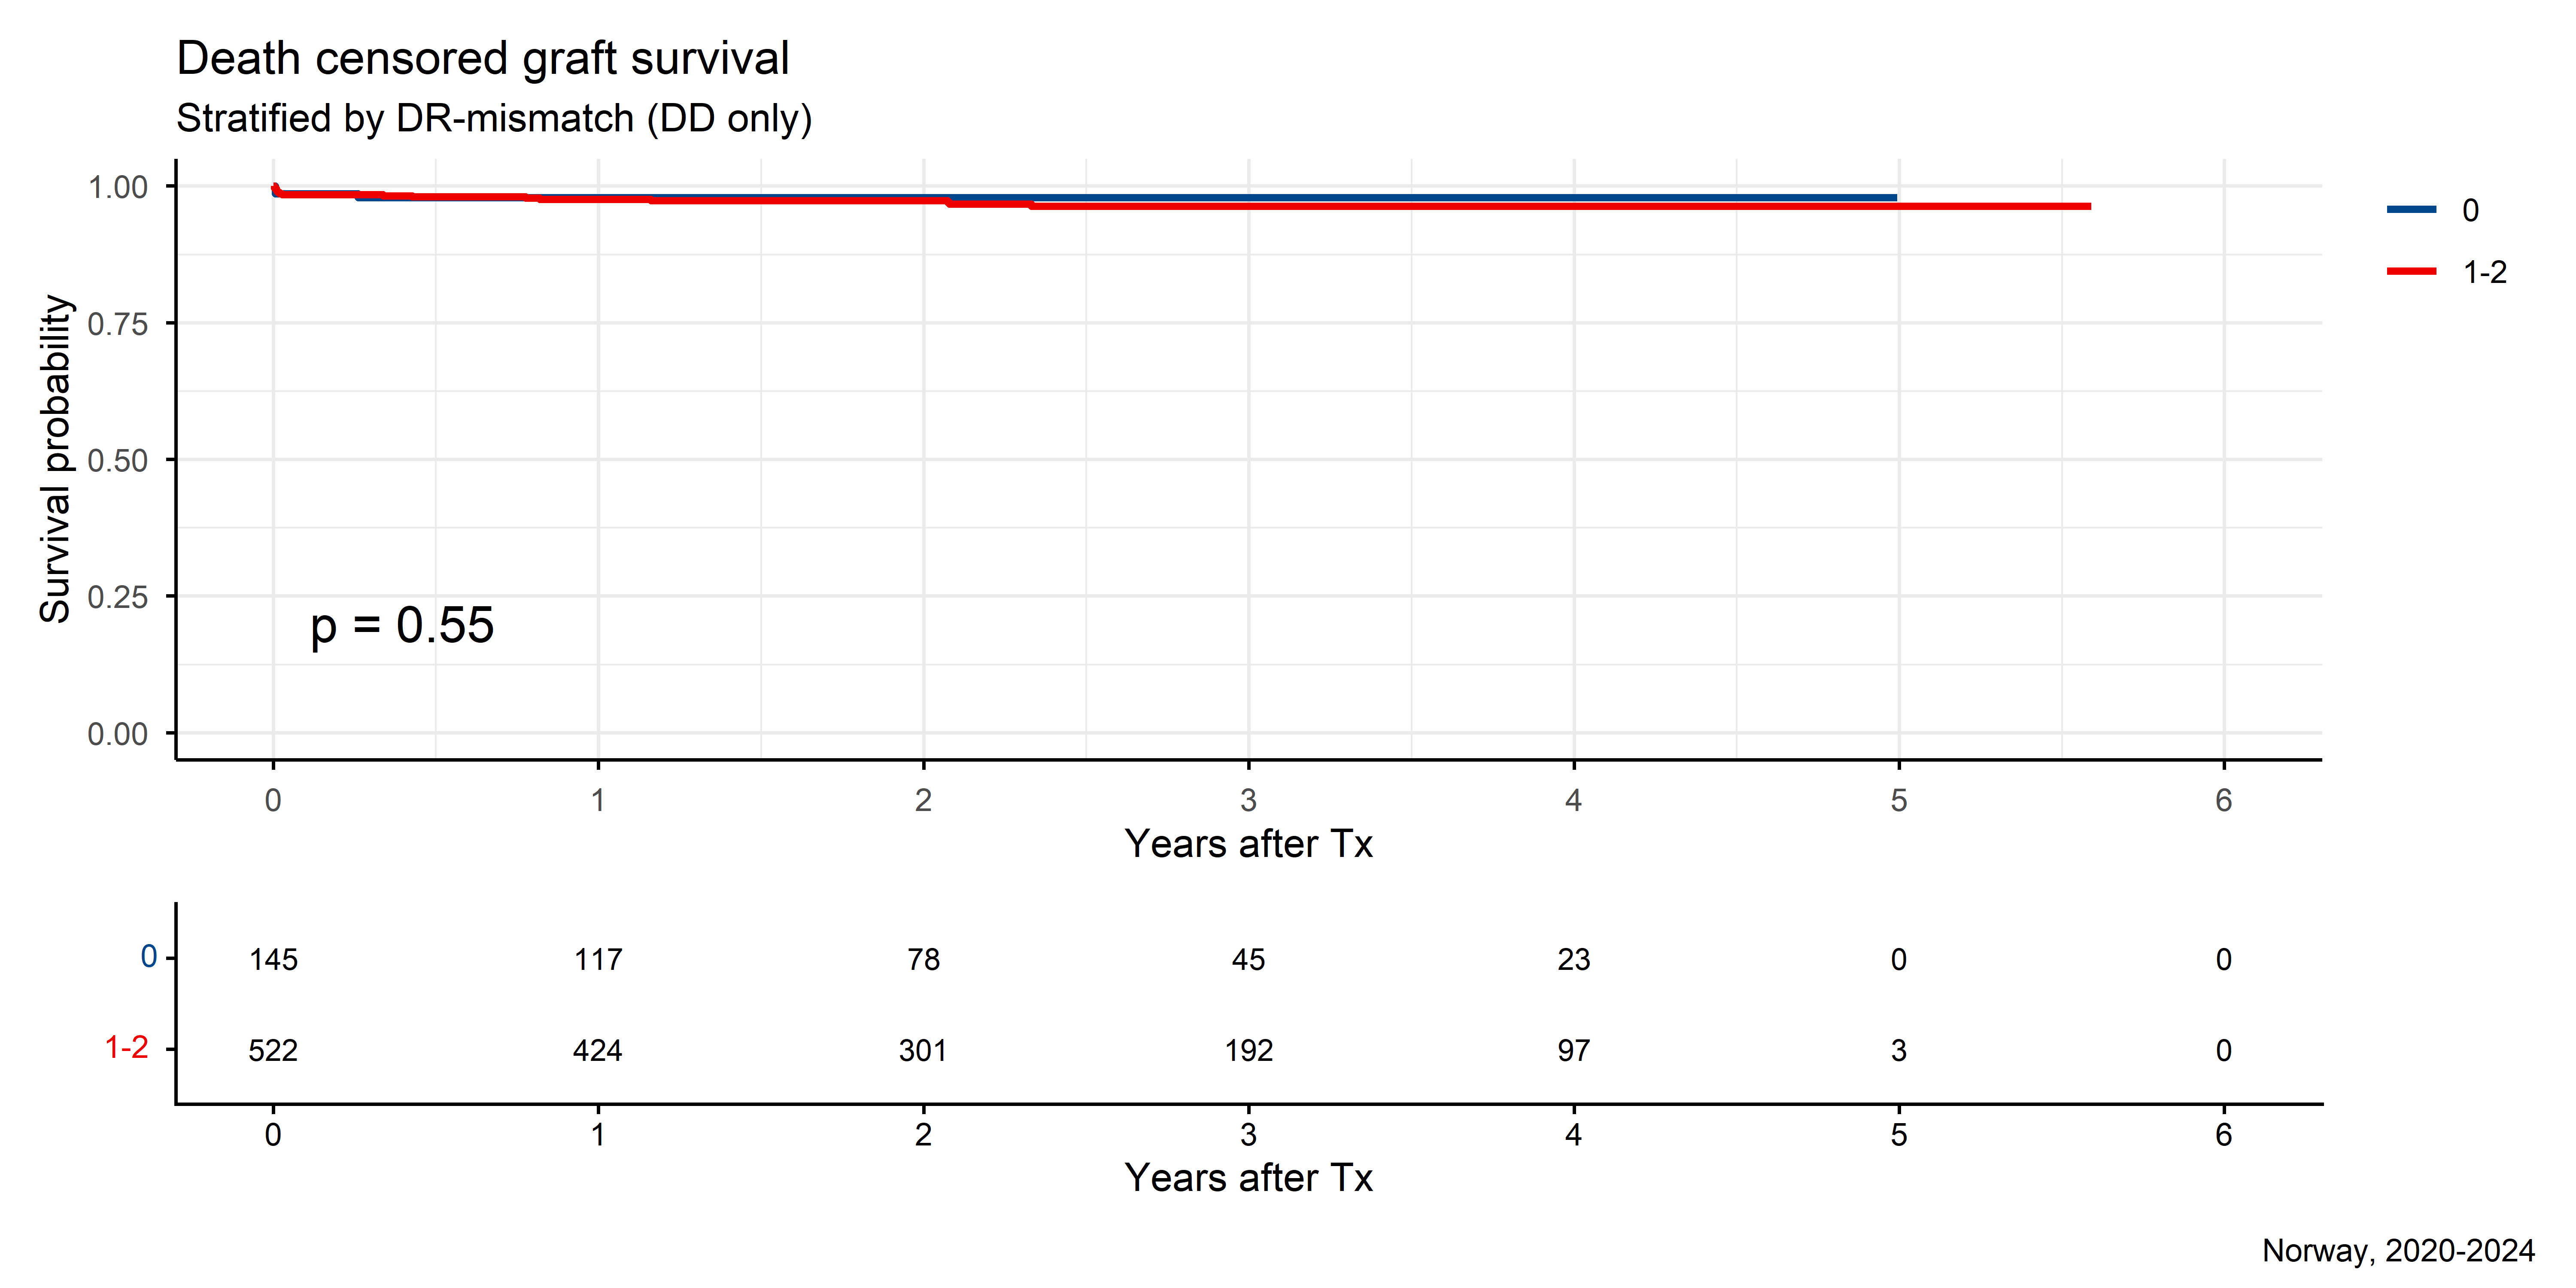 Death censored graft survival
Stratified by DR-mismatch (DD only)
Survival probability
1.00
0.75
0.50
0.25
0.00
p = 0.55
0
1-2
0 1 2 3 4 5 6
Years after Tx
0 145 117 78 45 23 0 0
1-2 522 424 301 192 97 3 0
0 1 2 3 4 5 6
Years after Tx
Norway, 2020-2024